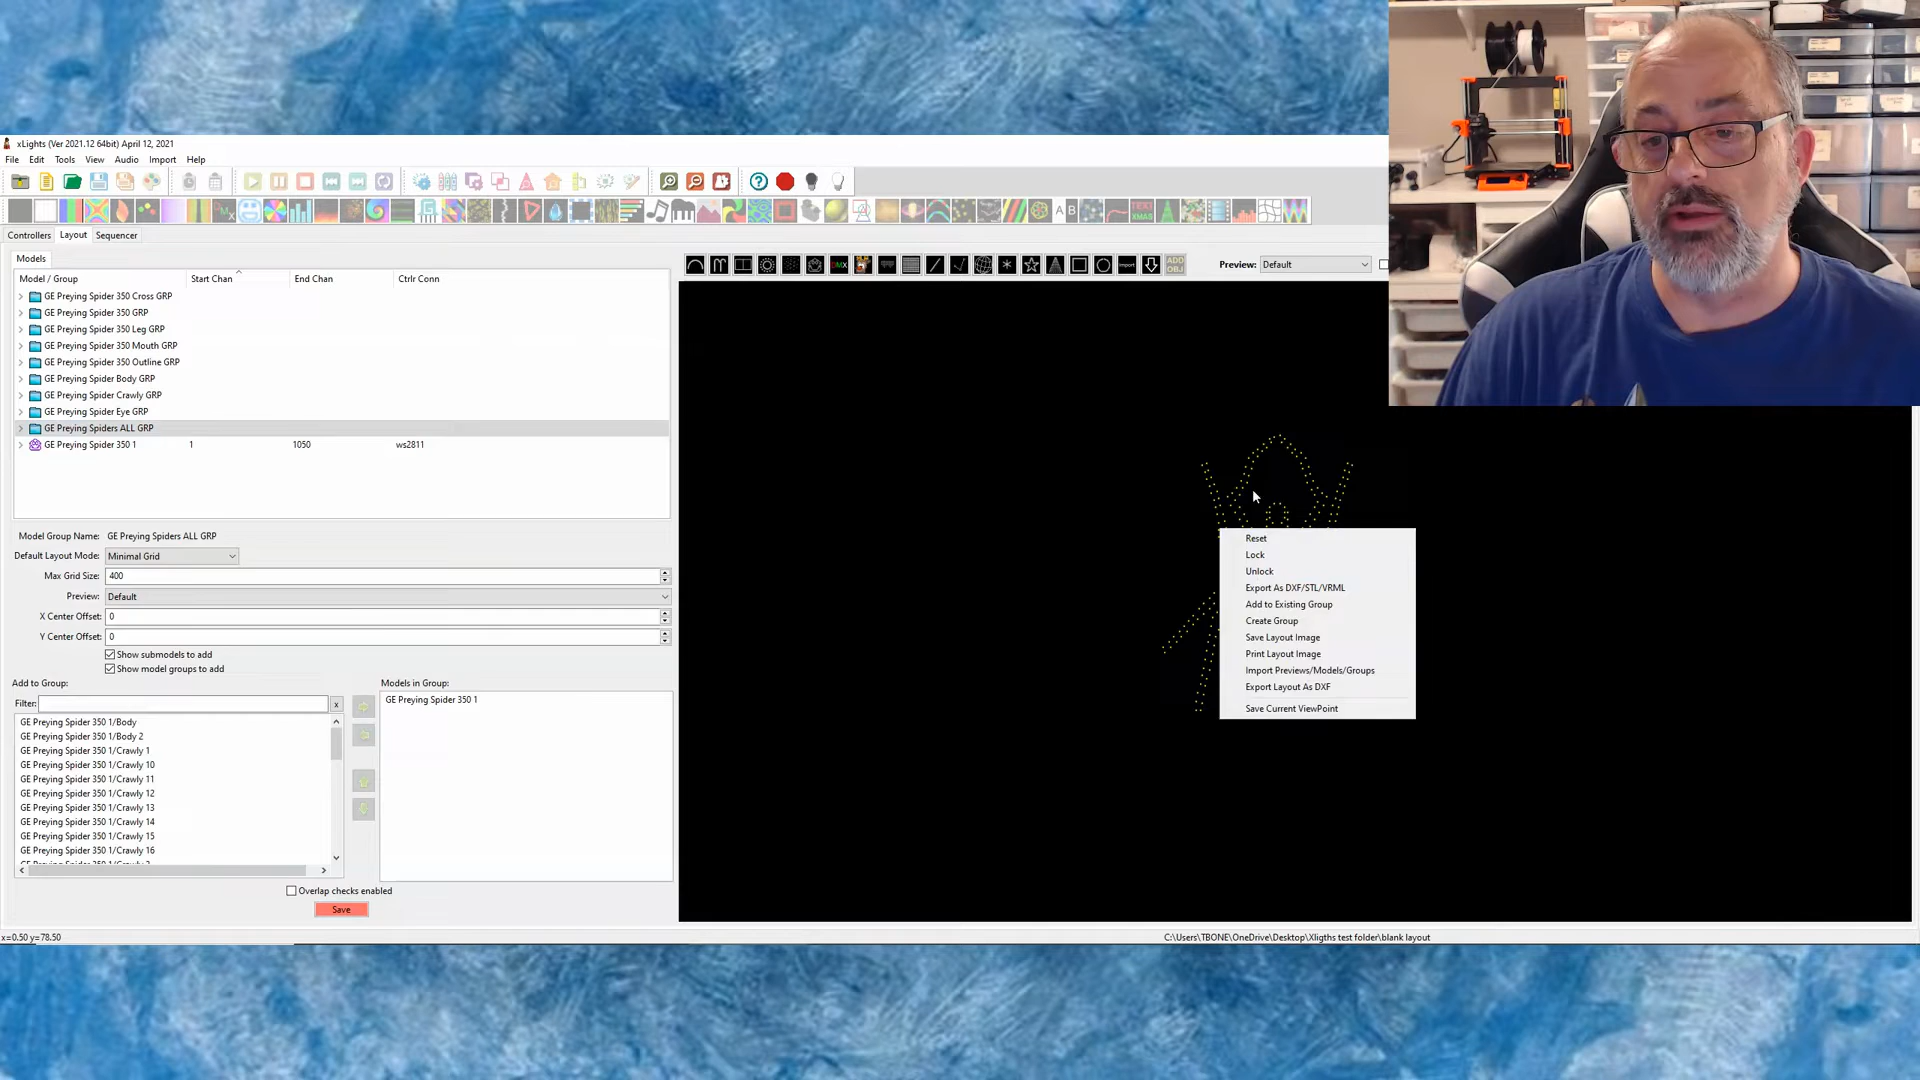 xLights (Ver 2021.12 64bit) April 12, 2021
File Edit Tools View Audio Import Help
Controllers Layout Sequencer
Models
Model / Group Start Chan End Chan Ctrlr Conn
GE Preying Spider 350 Cross GRP
GE Preying Spider 350 GRP
GE Preying Spider 350 Leg GRP
GE Preying Spider 350 Mouth GRP
GE Preying Spider 350 Outline GRP
GE Preying Spider Body GRP
GE Preying Spider Crawly GRP
GE Preying Spider Eye GRP
GE Preying Spiders ALL GRP
GE Preying Spider 350 1 1 1050 ws2811
Model Group Name: GE Preying Spiders ALL GRP
Default Layout Mode: Minimal Grid
Max Grid Size: 400
Preview: Default
X Center Offset: 0
Y Center Offset: 0
Show submodels to add
Show model groups to add
Add to Group:
Filter: x
GE Preying Spider 350 1/Body
GE Preying Spider 350 1/Body 2
GE Preying Spider 350 1/Crawly 1
GE Preying Spider 350 1/Crawly 10
GE Preying Spider 350 1/Crawly 11
GE Preying Spider 350 1/Crawly 12
GE Preying Spider 350 1/Crawly 13
GE Preying Spider 350 1/Crawly 14
GE Preying Spider 350 1/Crawly 15
GE Preying Spider 350 1/Crawly 16
Models in Group:
GE Preying Spider 350 1
Overlap checks enabled
Save
DMX
ADD OBJ
Preview: Default
Reset
Lock
Unlock
Export As DXF/STL/VRML
Add to Existing Group
Create Group
Save Layout Image
Print Layout Image
Import Previews/Models/Groups
Export Layout As DXF
Save Current ViewPoint
x=0.50 y=78.50
C:\Users\TBONE\OneDrive\Desktop\Xligths test folder\blank layout